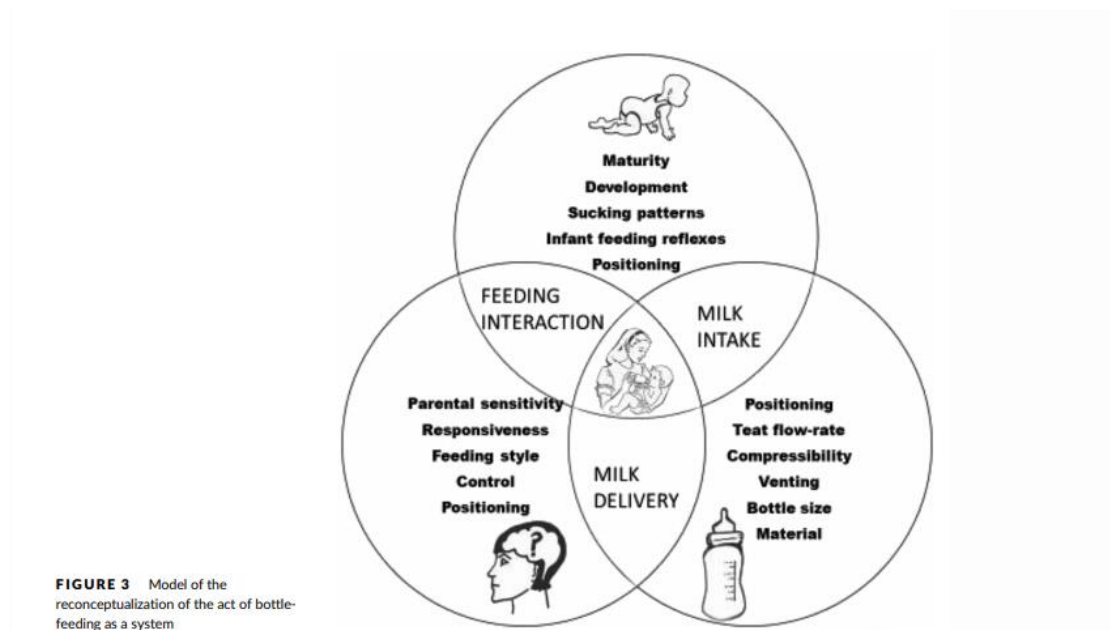 Maturity
Development
Sucking patterns
Infant feeding reflexes
Positioning
FEEDING
INTERACTION
MILK
INTAKE
Parental sensitivity
Responsiveness
Feeding style
Control
Positioning
?
MILK
DELIVERY
Positioning
Teat flow-rate
Compressibility
Venting
Bottle size
Material
FIGURE 3 Model of the
reconceptualization of the act of bottle-
feeding as a system